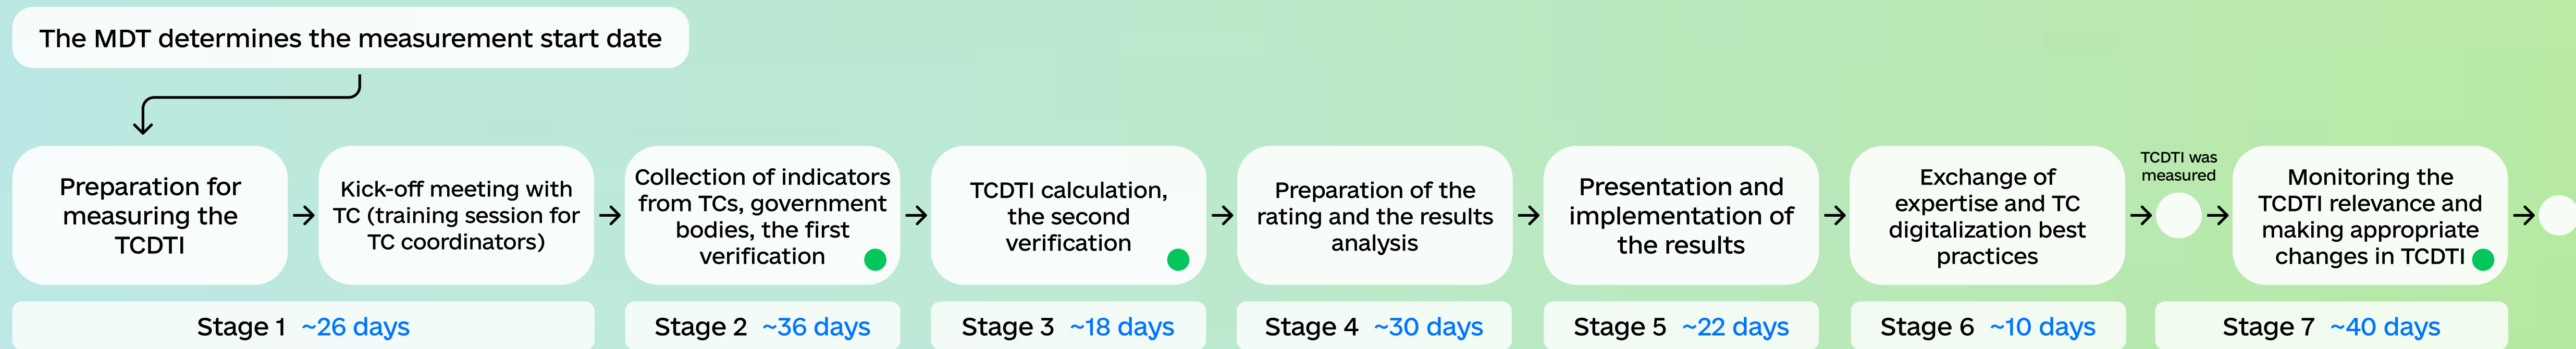 The MDT determines the measurement start date
Preparation for
measuring the
TCDTI
Kick-off meeting with
TC (training session for
TC coordinators)
Collection of indicators
from TCs, government
bodies, the first
verification
TCDTI calculation,
the second
verification
Preparation of the
rating and the results
analysis
Presentation and
implementation of
the results
Exchange of
expertise and TC
digitalization best
practices
TCDTI was
measured
Monitoring the
TCDTI relevance and
making appropriate
changes in TCDTI
Stage 1 ~26 days
Stage 2 ~36 days
Stage 3 ~18 days
Stage 4 ~30 days
Stage 5 ~22 days
Stage 6 ~10 days
Stage 7 ~40 days